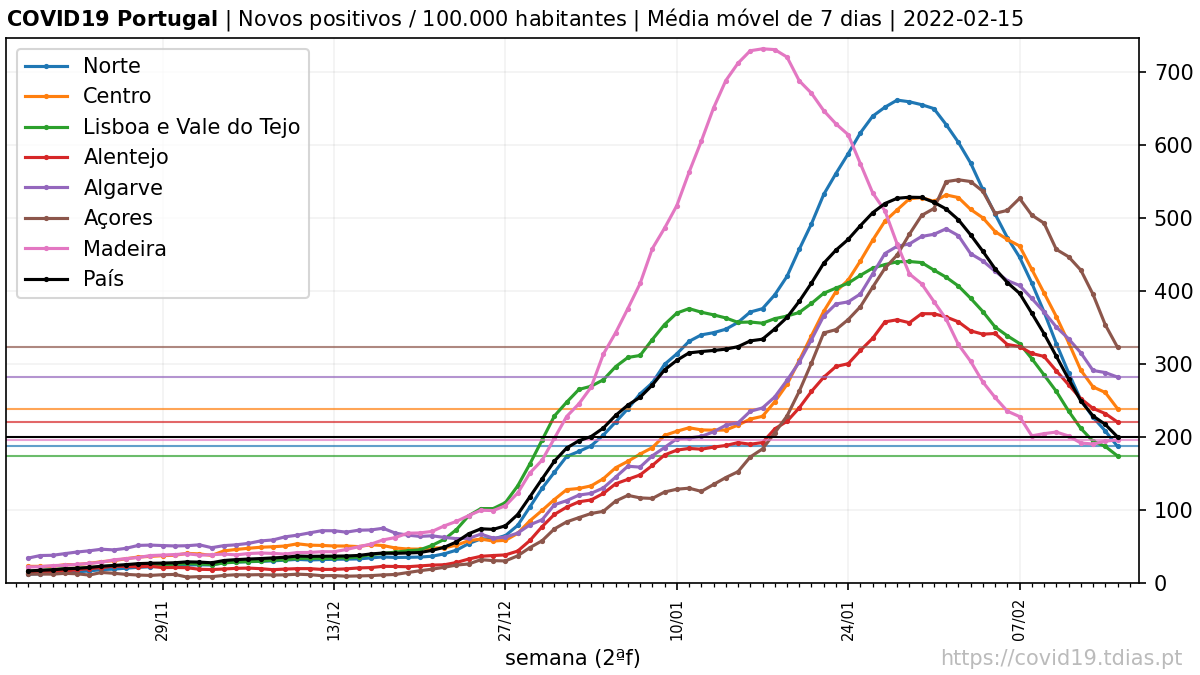 COVID19 Portugal | Novos positivos / 100.000 habitantes | Média móvel de 7 dias | 2022-02-15
Norte
Centro
Lisboa e Vale do Tejo
Alentejo
Algarve
Açores
Madeira
País
700
600
500
400
300
200
100
0
29/11
13/12
27/12
10/01
24/01
07/02
semana (2ªf)
https://covid19.tdias.pt